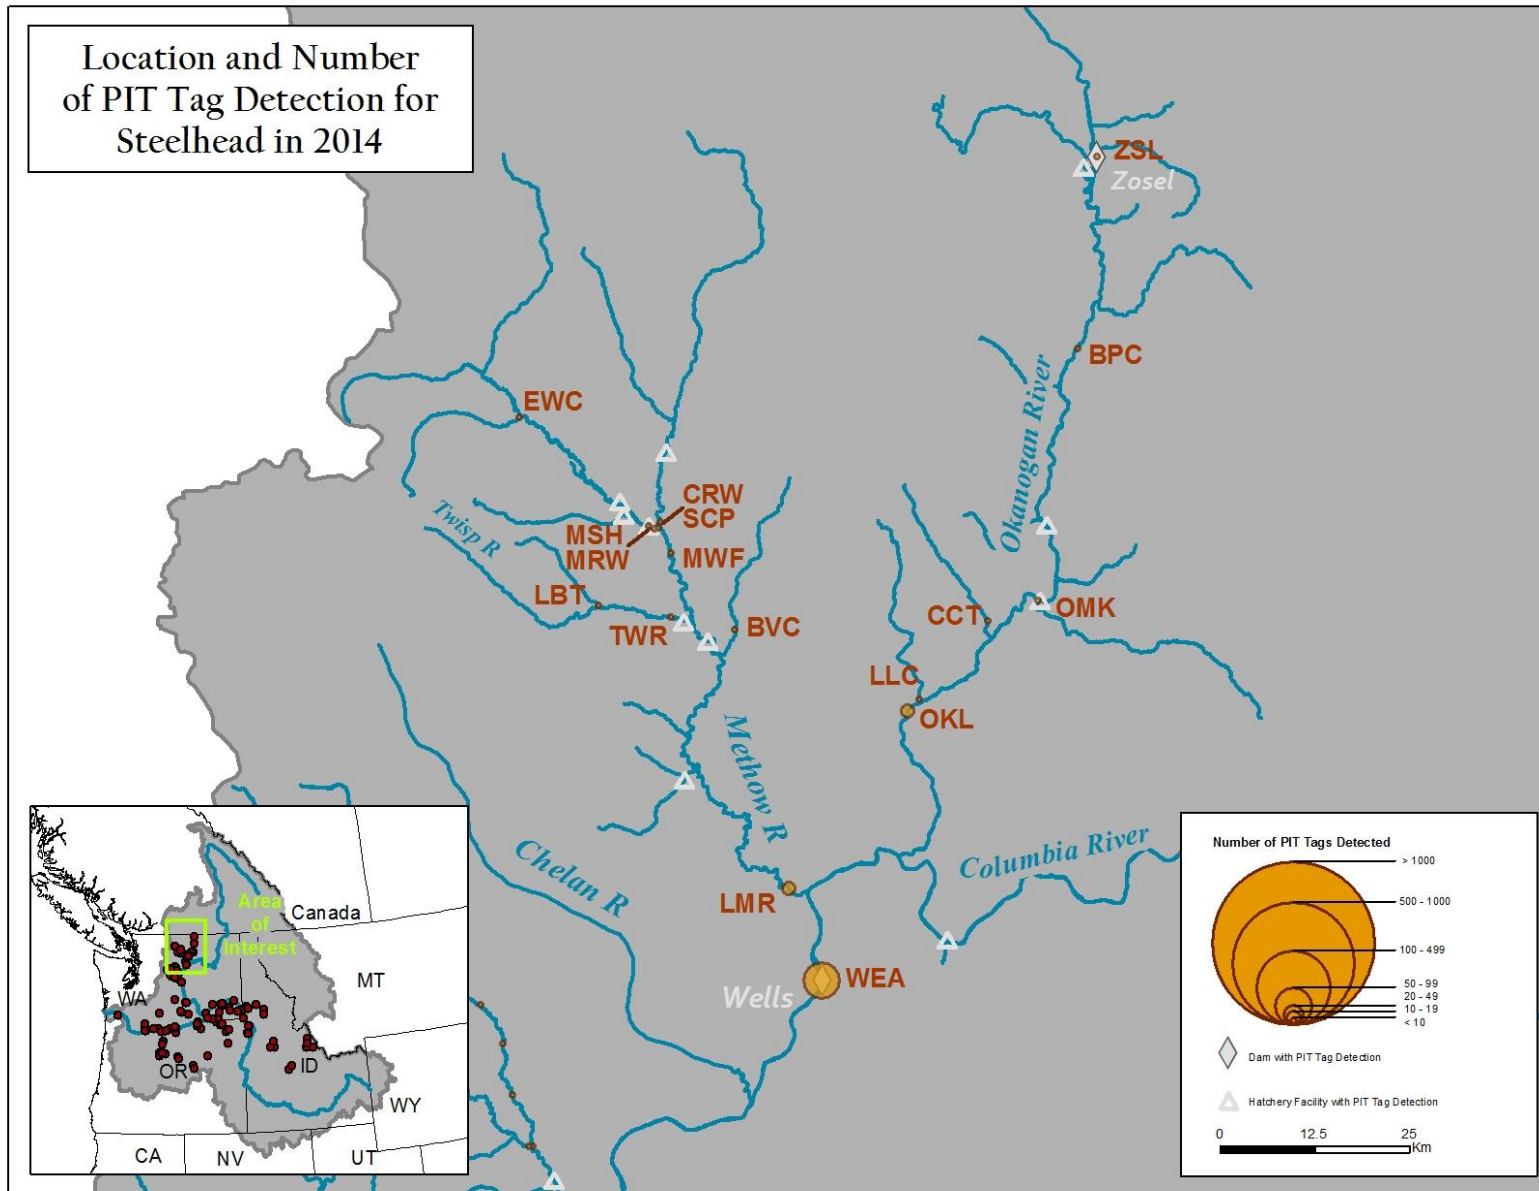 Location and Number
of PIT Tag Detection for
Steelhead in 2014
ZSL
Zosel
BPC
Okanogan River
EWC
CRW
SCP
MSH
MRW
MWF
Twisp R
LBT
TWR
BVC
CCT
OMK
LLC
OKL
Methow R
Chelan R
Columbia River
LMR
WEA
Wells
Area
of
Interest
Canada
WA
MT
OR
ID
WY
CA
NV
UT
Number of PIT Tags Detected
> 1000
500 - 1000
100 - 499
50 - 99
20 - 49
10 - 19
< 10
Dam with PIT Tag Detection
Hatchery Facility with PIT Tag Detection
0 12.5 25
Km